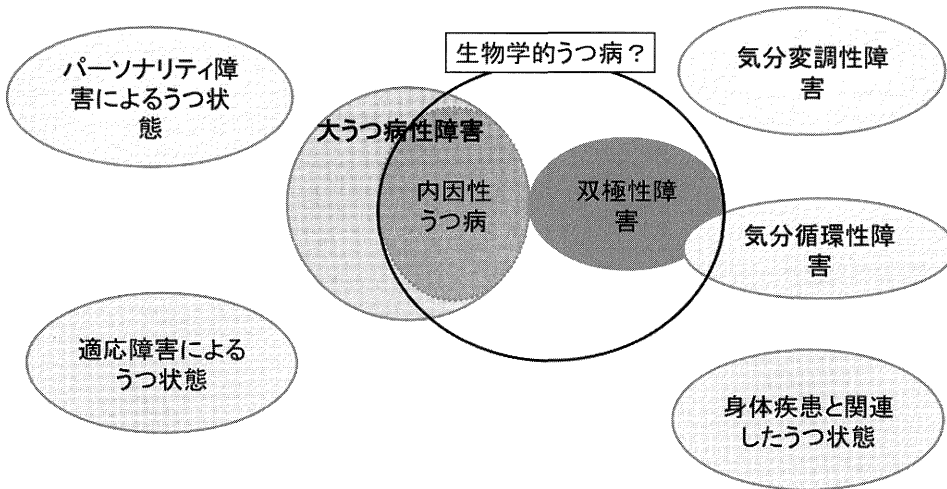 パーソナリティ障
害によるうつ状
態
生物学的うつ病？
気分変調性障
害
大うつ病性障害
内因性
うつ病
双極性障
害
気分循環性障
害
適応障害による
うつ状態
身体疾患と関連
したうつ状態